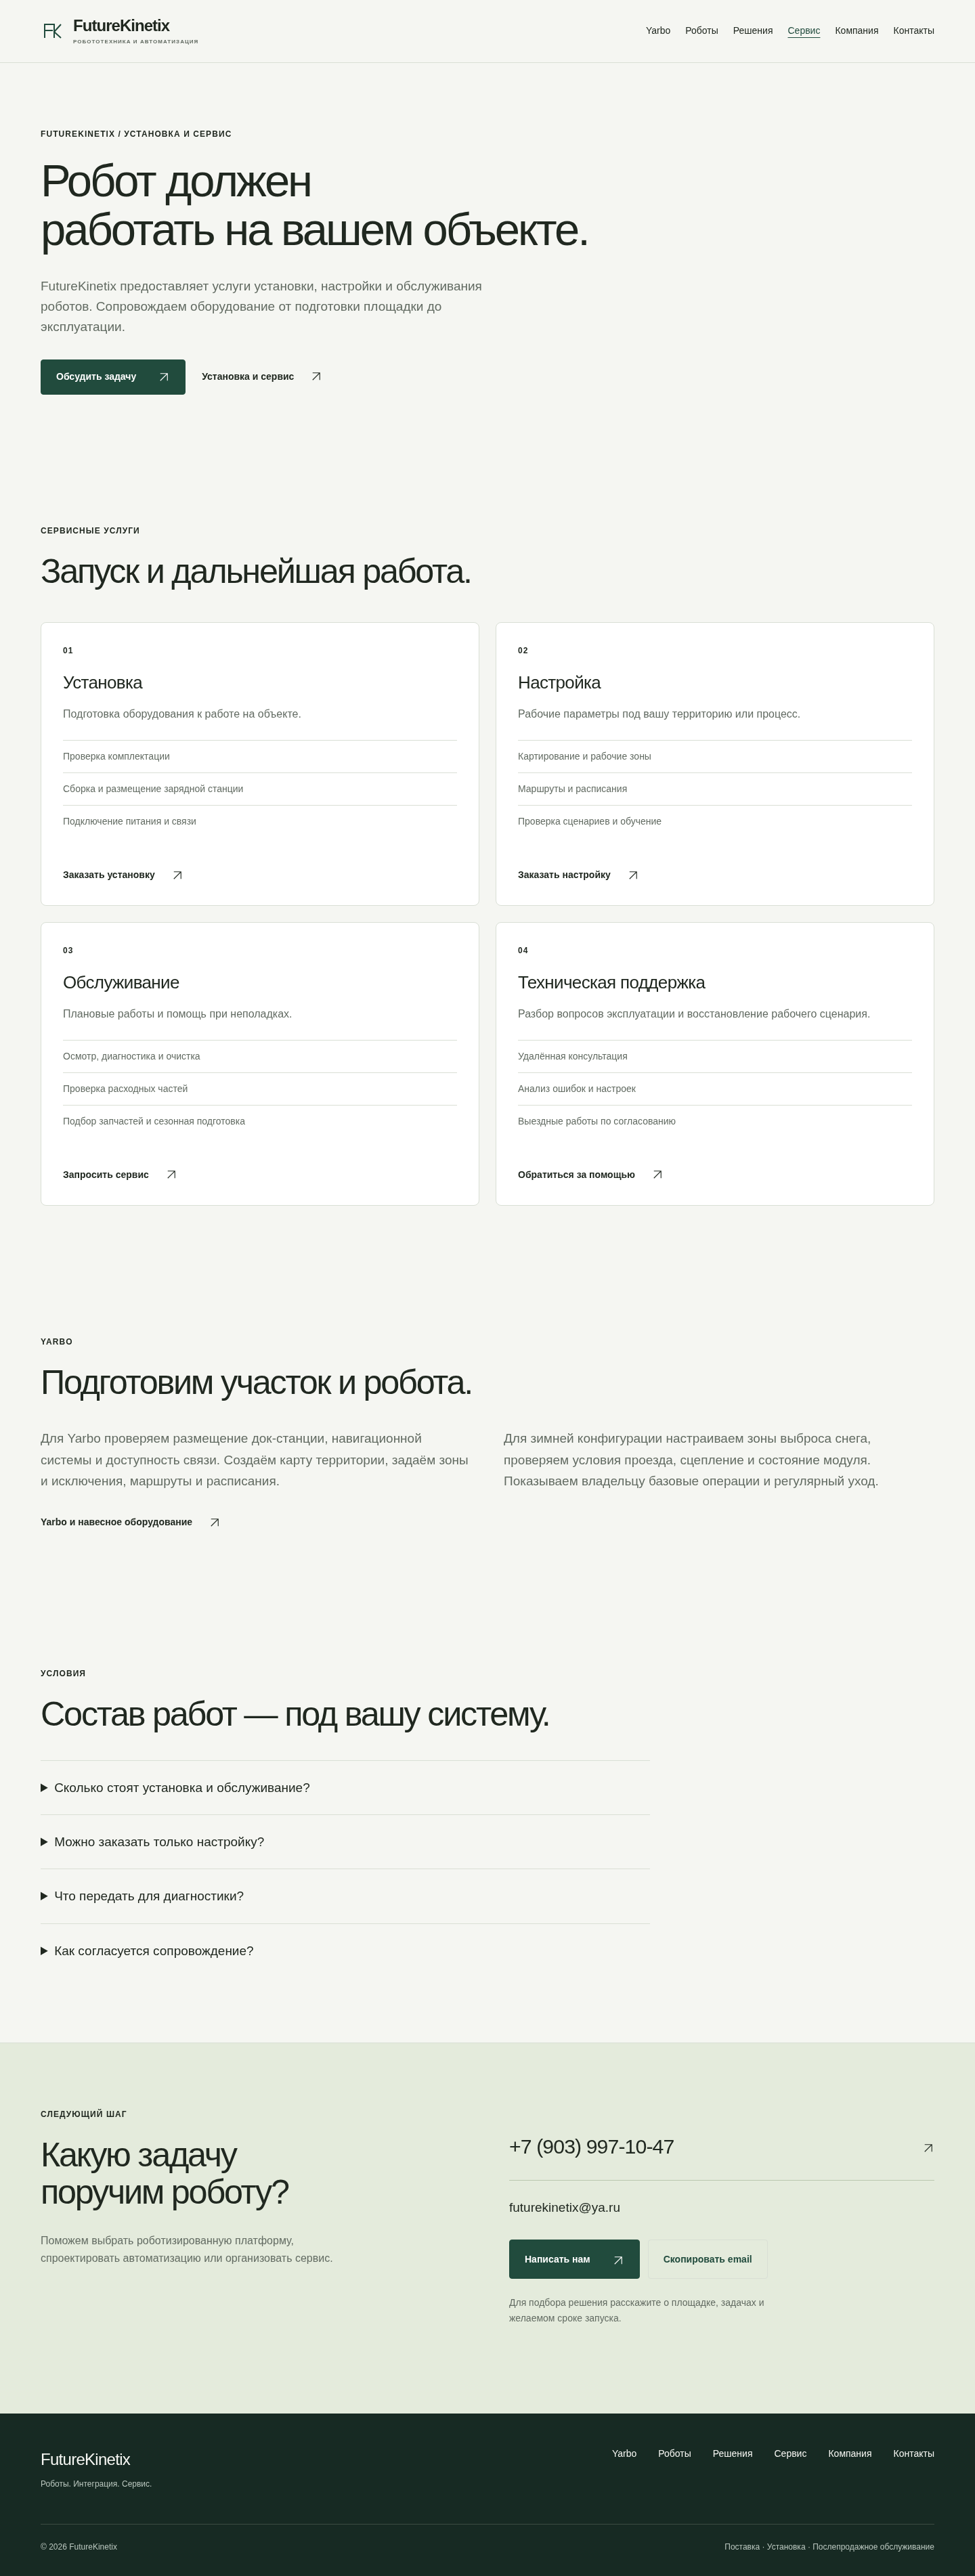 FK
FutureKinetix
РОБОТОТЕХНИКА И АВТОМАТИЗАЦИЯ
Yarbo Роботы Решения Сервис Компания Контакты
FUTUREKINETIX / УСТАНОВКА И СЕРВИС
Робот должен
работать на вашем объекте.
FutureKinetix предоставляет услуги установки, настройки и обслуживания
роботов. Сопровождаем оборудование от подготовки площадки до
эксплуатации.
Обсудить задачу
Установка и сервис
СЕРВИСНЫЕ УСЛУГИ
Запуск и дальнейшая работа.
01
Установка
Подготовка оборудования к работе на объекте.
Проверка комплектации
Сборка и размещение зарядной станции
Подключение питания и связи
Заказать установку
02
Настройка
Рабочие параметры под вашу территорию или процесс.
Картирование и рабочие зоны
Маршруты и расписания
Проверка сценариев и обучение
Заказать настройку
03
Обслуживание
Плановые работы и помощь при неполадках.
Осмотр, диагностика и очистка
Проверка расходных частей
Подбор запчастей и сезонная подготовка
Запросить сервис
04
Техническая поддержка
Разбор вопросов эксплуатации и восстановление рабочего сценария.
Удалённая консультация
Анализ ошибок и настроек
Выездные работы по согласованию
Обратиться за помощью
YARBO
Подготовим участок и робота.
Для Yarbo проверяем размещение док-станции, навигационной
системы и доступность связи. Создаём карту территории, задаём зоны
и исключения, маршруты и расписания.
Для зимней конфигурации настраиваем зоны выброса снега,
проверяем условия проезда, сцепление и состояние модуля.
Показываем владельцу базовые операции и регулярный уход.
Yarbo и навесное оборудование
УСЛОВИЯ
Состав работ — под вашу систему.
Сколько стоят установка и обслуживание?
Можно заказать только настройку?
Что передать для диагностики?
Как согласуется сопровождение?
СЛЕДУЮЩИЙ ШАГ
Какую задачу
поручим роботу?
Поможем выбрать роботизированную платформу,
спроектировать автоматизацию или организовать сервис.
+7 (903) 997-10-47
futurekinetix@ya.ru
Написать нам
Скопировать email
Для подбора решения расскажите о площадке, задачах и
желаемом сроке запуска.
FutureKinetix
Роботы. Интеграция. Сервис.
Yarbo Роботы Решения Сервис Компания Контакты
© 2026 FutureKinetix
Поставка · Установка · Послепродажное обслуживание